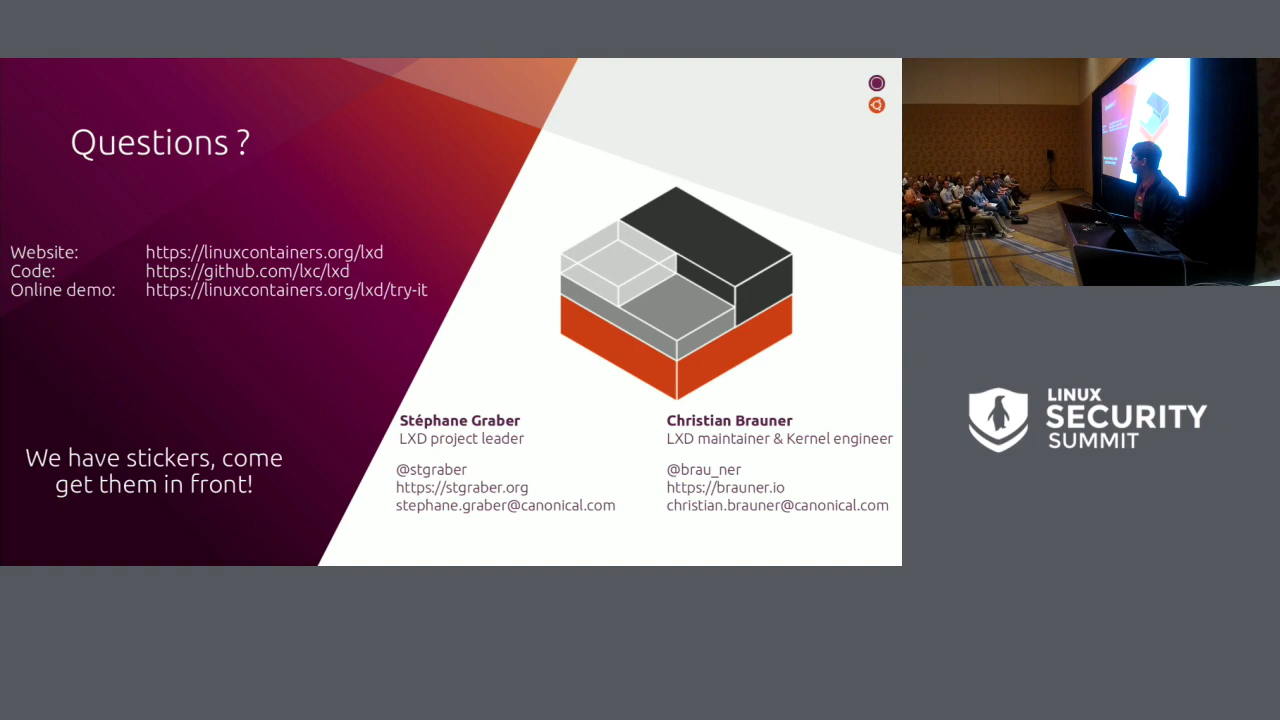 Questions ?
Website: https://linuxcontainers.org/lxd
Code: https://github.com/lxc/lxd
Online demo: https://linuxcontainers.org/lxd/try-it
We have stickers, come
get them in front!
Stéphane Graber
LXD project leader
@stgraber
https://stgraber.org
stephane.graber@canonical.com
Christian Brauner
LXD maintainer & Kernel engineer
@brau_ner
https://brauner.io
christian.brauner@canonical.com
LINUX
SECURITY
SUMMIT